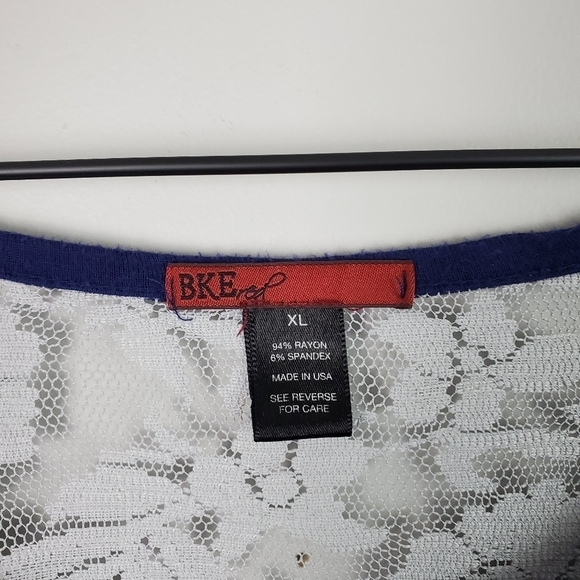 BKE red
XL
94% RAYON
6% SPANDEX
MADE IN USA
SEE REVERSE
FOR CARE